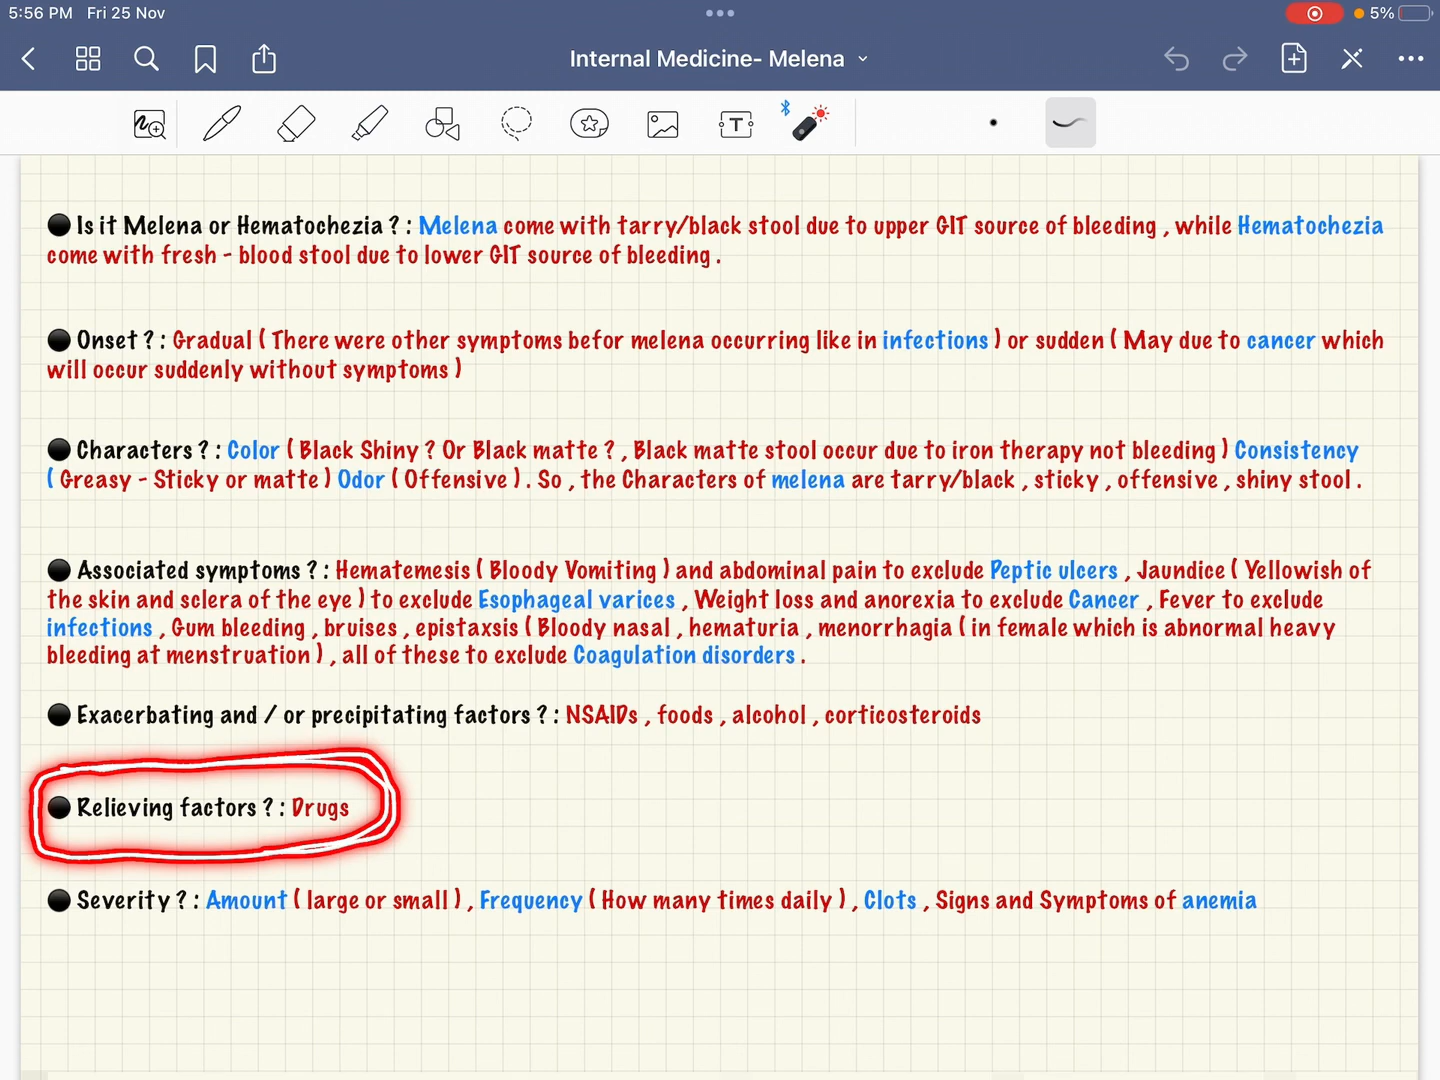 5:56 PM Fri 25 Nov
5%
Internal Medicine- Melena
T
● Is it Melena or Hematochezia ? : Melena come with tarry/black stool due to upper GIT source of bleeding , while Hematochezia
come with fresh - blood stool due to lower GIT source of bleeding .
● Onset ? : Gradual ( There were other symptoms befor melena occurring like in infections ) or sudden ( May due to cancer which
will occur suddenly without symptoms )
● Characters ? : Color ( Black Shiny ? Or Black matte ? , Black matte stool occur due to iron therapy not bleeding ) Consistency
( Greasy - Sticky or matte ) Odor ( Offensive ) . So , the Characters of melena are tarry/black , sticky , offensive , shiny stool .
● Associated symptoms ? : Hematemesis ( Bloody Vomiting ) and abdominal pain to exclude Peptic ulcers , Jaundice ( Yellowish of
the skin and sclera of the eye ) to exclude Esophageal varices , Weight loss and anorexia to exclude Cancer , Fever to exclude
infections , Gum bleeding , bruises , epistaxsis ( Bloody nasal , hematuria , menorrhagia ( in female which is abnormal heavy
bleeding at menstruation ) , all of these to exclude Coagulation disorders .
● Exacerbating and / or precipitating factors ? : NSAIDs , foods , alcohol , corticosteroids
● Relieving factors ? : Drugs
● Severity ? : Amount ( large or small ) , Frequency ( How many times daily ) , Clots , Signs and Symptoms of anemia